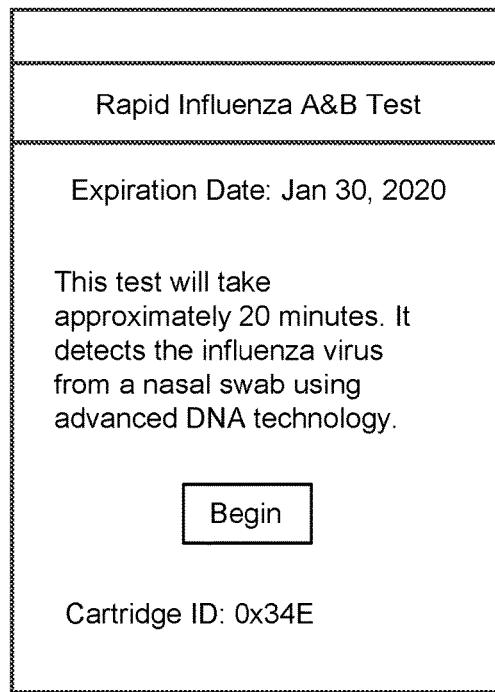 Rapid Influenza A&B Test
Expiration Date: Jan 30, 2020
This test will take
approximately 20 minutes. It
detects the influenza virus
from a nasal swab using
advanced DNA technology.
Begin
Cartridge ID: 0x34E